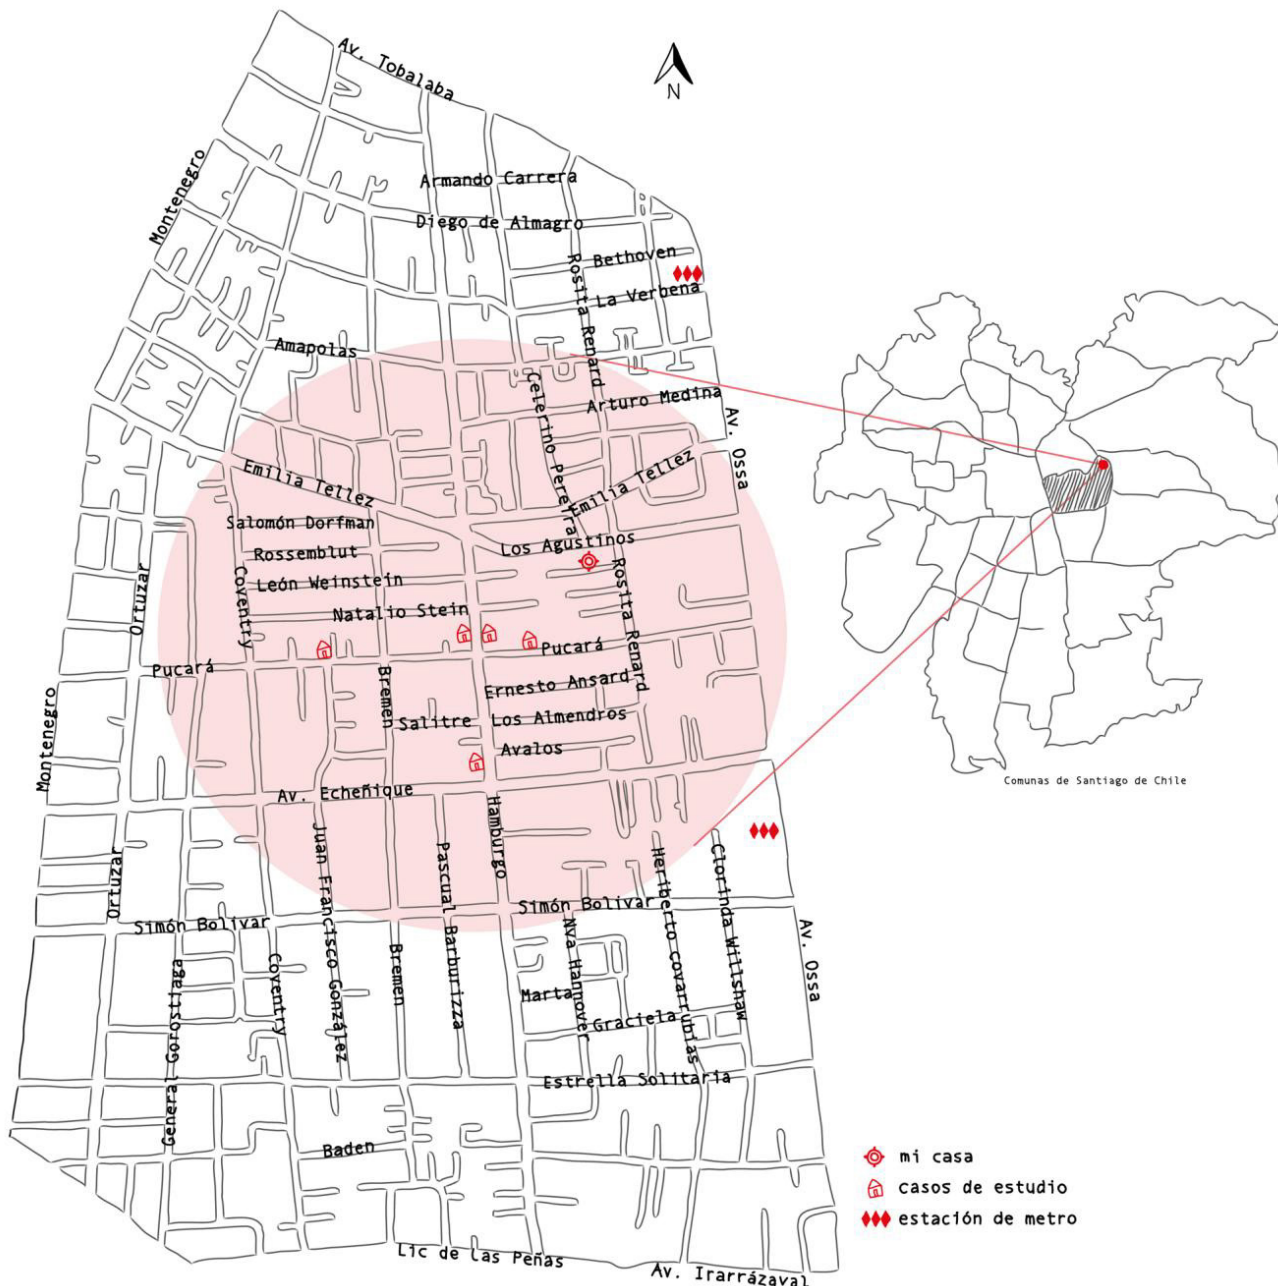 Av. Tobalaba
N
Montenegro
Armando Carrera
Diego de Almagro
Bethoven
Rosita Renard
La Verbena
Amapolas
Celerino Pereira
Arturo Medina
Av. Ossa
Emilia Tellez
Emilia Tellez
Salomón Dorfman
Los Agustinos
Rossemblut
León Weinstein
Coventry
Ortuzar
Rosita Renard
Natalio Stein
Pucará
Pucará
Bremen
Ernesto Ansard
Montenegro
Salitre
Los Almendros
Avalos
Comunas de Santiago de Chile
Av. Echeñique
Hamburgo
Juan Francisco González
Pascual Barburizza
Ortuzar
Heriberto covarrubias
Clorinda Willshaw
Simón Bolivar
Simón Bolivar
Nva Hannover
Av. Ossa
Bremen
Coventry
General Gorostiaga
Marta
Graciela
Estrella Solitaria
Baden
mi casa
casos de estudio
estación de metro
Lic de Las Peñas
Av. Irarrázaval